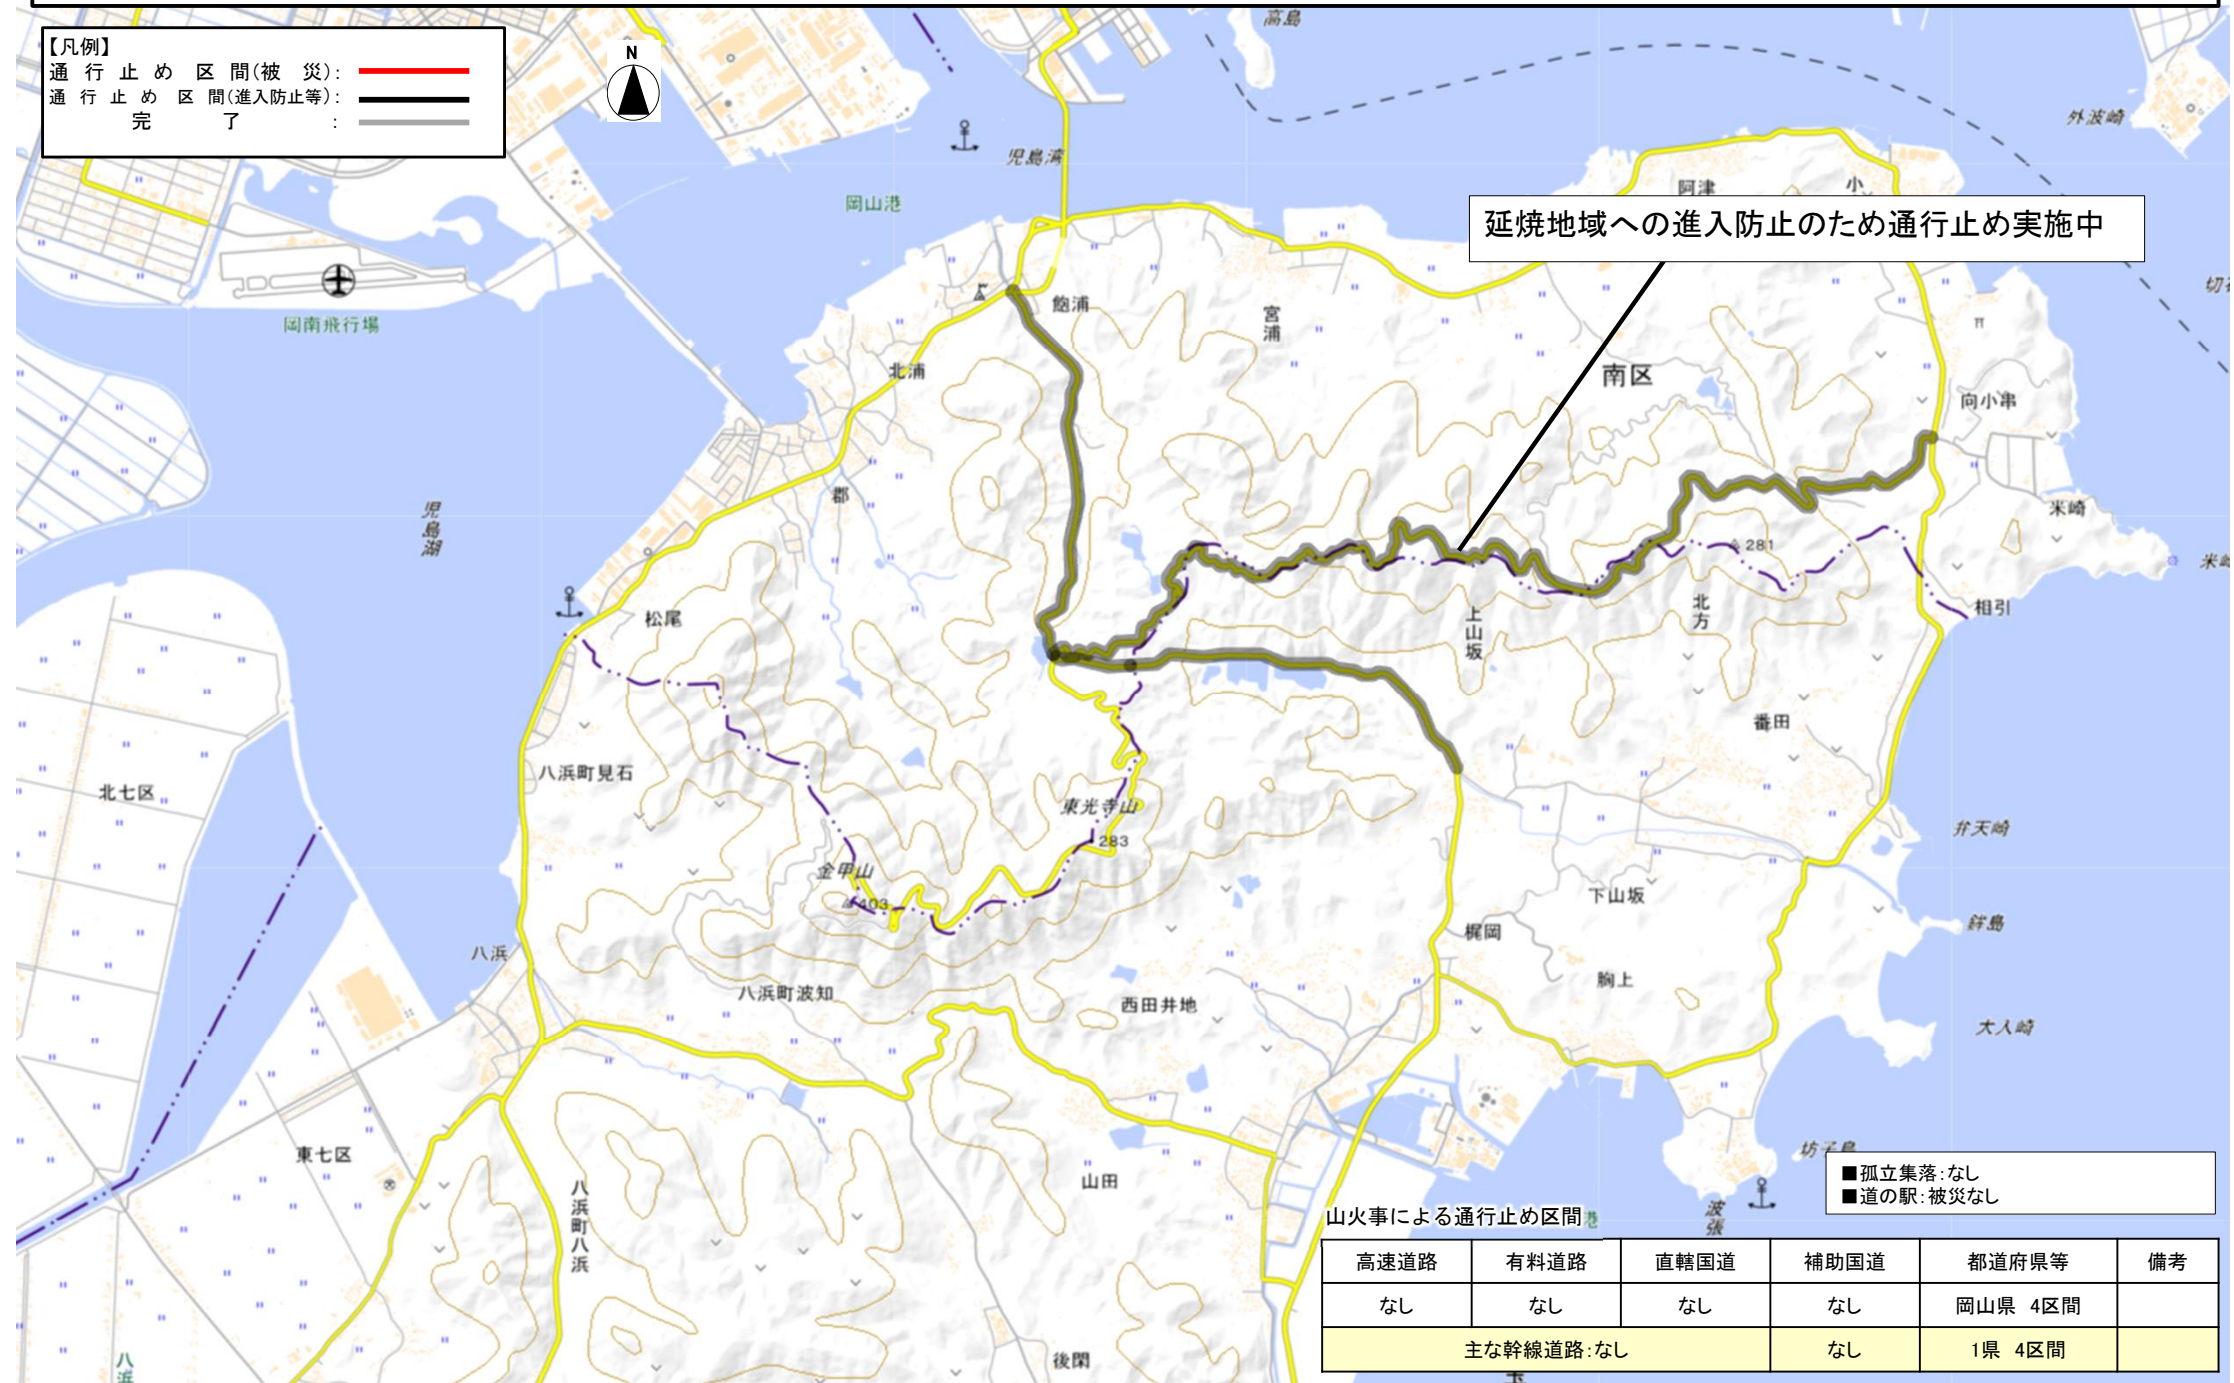 【凡例】
通行止め区間(被災):
通行止め区間(進入防止等):
完了:
N
高島
外波崎
児島湾
岡山港
阿津
小
延焼地域への進入防止のため通行止め実施中
岡南飛行場
飽浦
宮浦
北浦
南区
向小串
郡
児島湖
米崎
281
松尾
上山坂
北方
相引
番田
八浜町見石
北七区
東光寺山
283
弁天崎
金甲山
403
下山坂
鉾島
梶岡
八浜
胸上
八浜町波知
西田井地
大入崎
東七区
山田
八浜町八浜
波張
後閑
■孤立集落:なし
■道の駅:被災なし
山火事による通行止め区間
港
高速道路 有料道路 直轄国道 補助国道 都道府県等 備考
なし なし なし なし 岡山県 4区間
主な幹線道路:なし なし 1県 4区間